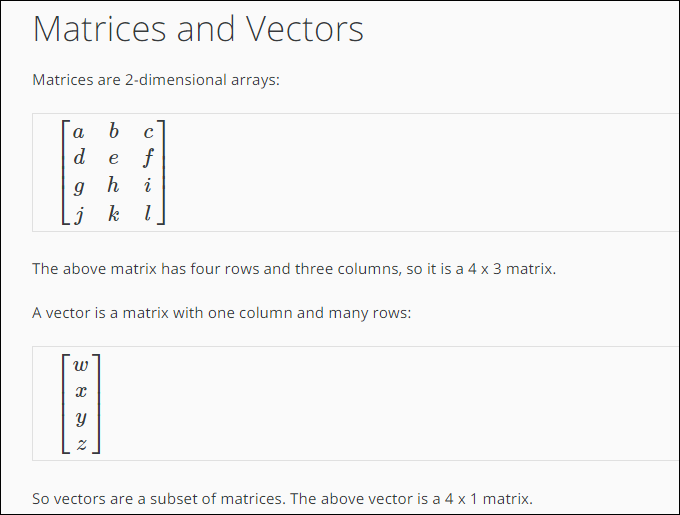 Matrices and Vectors
Matrices are 2-dimensional arrays:
a b c
d e f
g h i
j k l
The above matrix has four rows and three columns, so it is a 4 x 3 matrix.
A vector is a matrix with one column and many rows:
w
x
y
z
So vectors are a subset of matrices. The above vector is a 4 x 1 matrix.